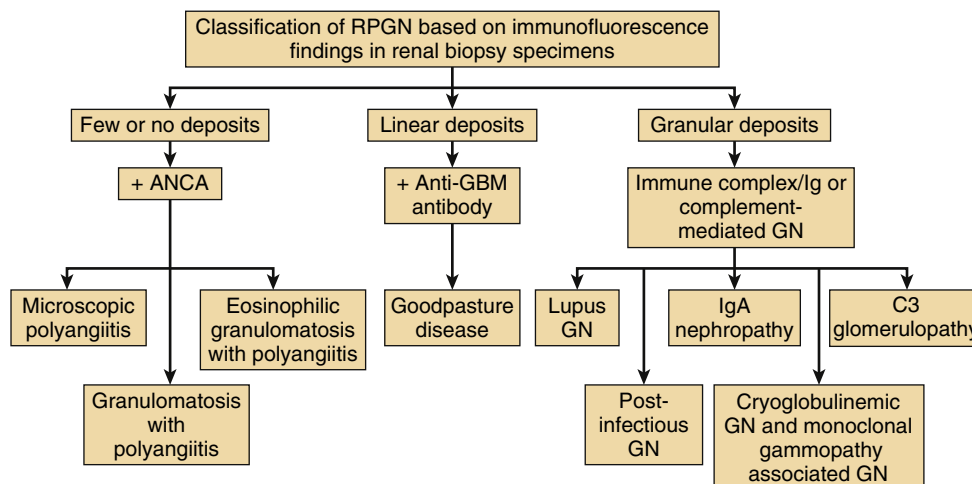 Classification of RPGN based on immunofluorescence
findings in renal biopsy specimens
Few or no deposits
Linear deposits
Granular deposits
+ ANCA
+ Anti-GBM
antibody
Immune complex/Ig or
complement-
mediated GN
Microscopic
polyangiitis
Eosinophilic
granulomatosis
with polyangiitis
Goodpasture
disease
Lupus
GN
IgA
nephropathy
C3
glomerulopathy
Granulomatosis
with
polyangiitis
Post-
infectious
GN
Cryoglobulinemic
GN and monoclonal
gammopathy
associated GN